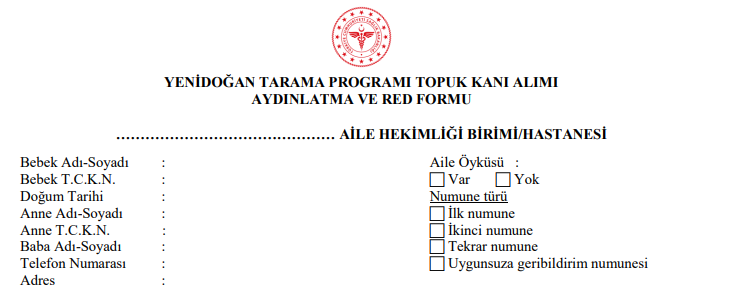 YENİDOĞAN TARAMA PROGRAMI TOPUK KANI ALIMI
AYDINLATMA VE RED FORMU
………………………………………… AİLE HEKİMLİĞİ BİRİMİ/HASTANESİ
Bebek Adı-Soyadı :
Bebek T.C.K.N. :
Doğum Tarihi :
Anne Adı-Soyadı :
Anne T.C.K.N. :
Baba Adı-Soyadı :
Telefon Numarası :
Adres :
Aile Öyküsü :
Var Yok
Numune türü
İlk numune
İkinci numune
Tekrar numune
Uygunsuza geribildirim numunesi